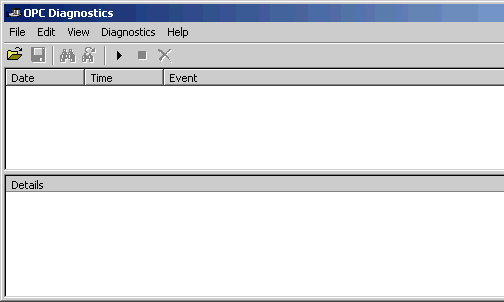 OPC Diagnostics
File Edit View Diagnostics Help
Date Time Event
Details